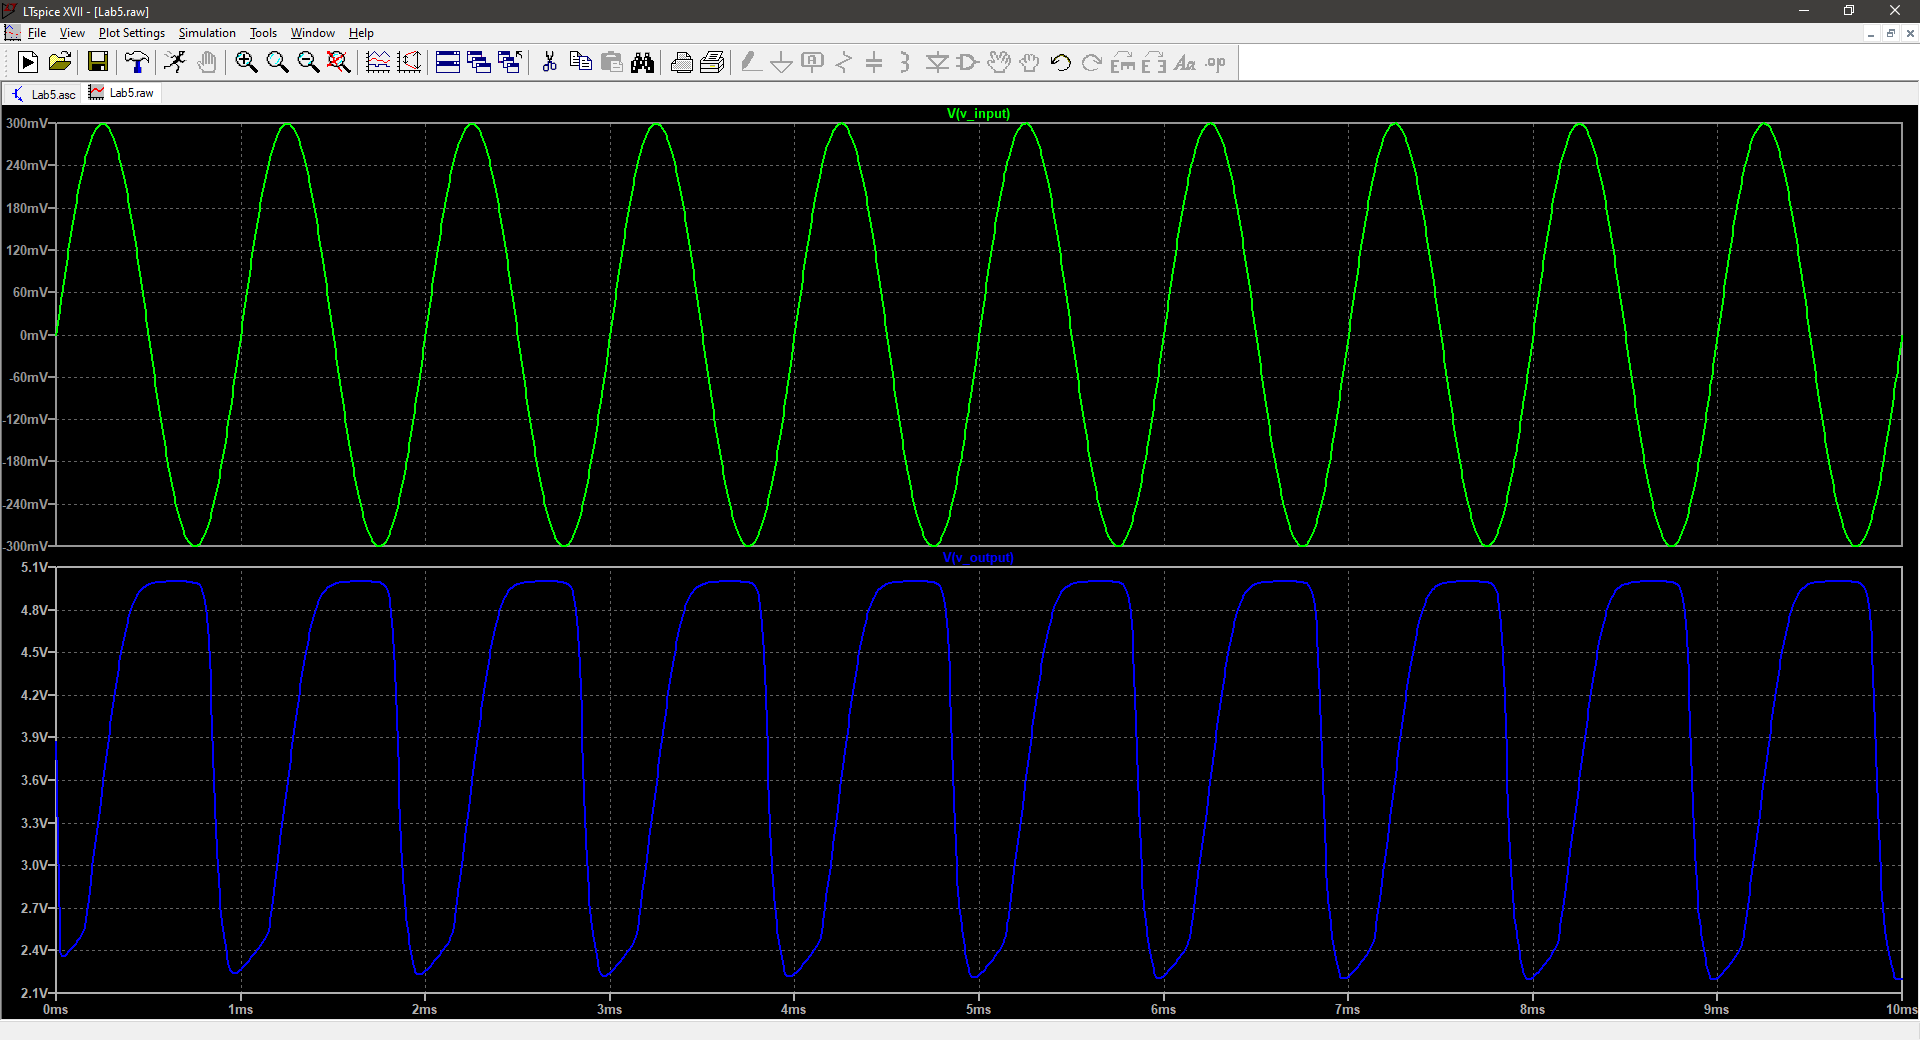 LTspice XVII - [Lab5.raw]
File View Plot Settings Simulation Tools Window Help
A Aa .op
Lab5.asc Lab5.raw
V(v_input)
300mV
240mV
180mV
120mV
60mV
0mV
-60mV
-120mV
-180mV
-240mV
-300mV
V(v_output)
5.1V
4.8V
4.5V
4.2V
3.9V
3.6V
3.3V
3.0V
2.7V
2.4V
2.1V
0ms 1ms 2ms 3ms 4ms 5ms 6ms 7ms 8ms 9ms 10ms